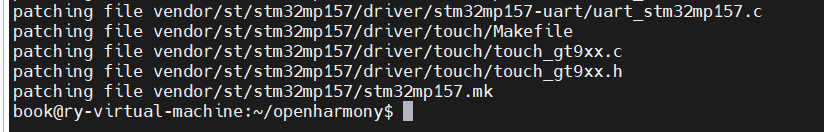 patching file vendor/st/stm32mp157/driver/stm32mp157-uart/uart_stm32mp157.c
patching file vendor/st/stm32mp157/driver/touch/Makefile
patching file vendor/st/stm32mp157/driver/touch/touch_gt9xx.c
patching file vendor/st/stm32mp157/driver/touch/touch_gt9xx.h
patching file vendor/st/stm32mp157/stm32mp157.mk
book@ry-virtual-machine:~/openharmony$